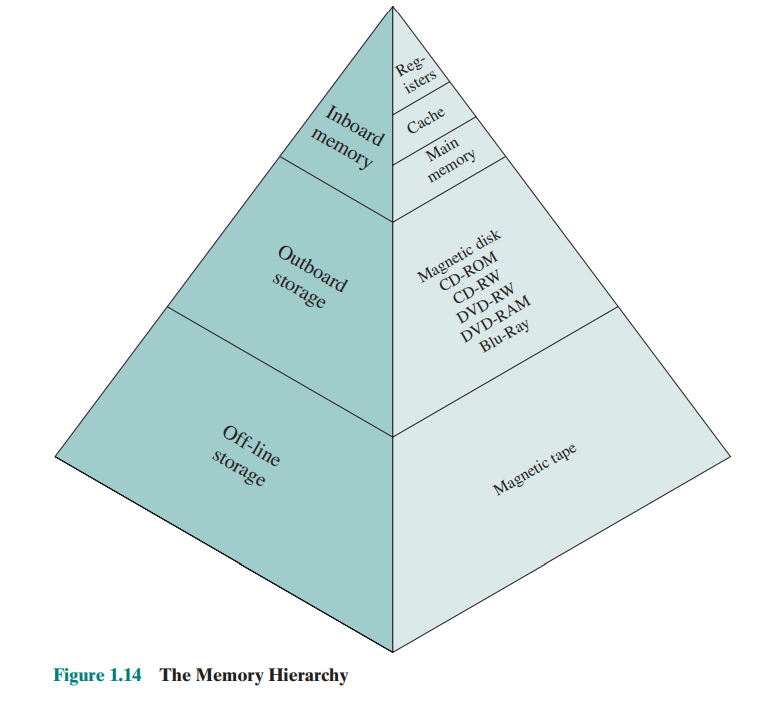 Reg-
isters
Cache
Main
memory
Inboard
memory
Magnetic disk
CD-ROM
CD-RW
DVD-RW
DVD-RAM
Blu-Ray
Outboard
storage
Magnetic tape
Off-line
storage
Figure 1.14 The Memory Hierarchy